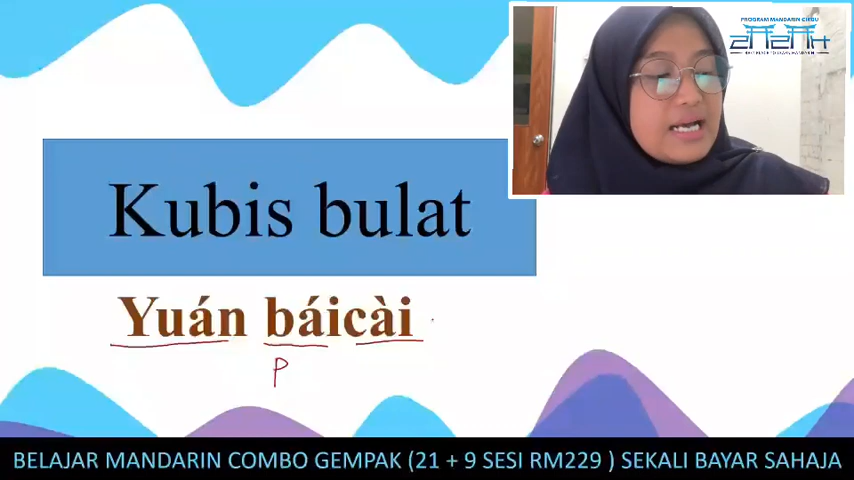 PROGRAM MANDARIN CIKGU
Kubis bulat
Yuán báicài
P
BELAJAR MANDARIN COMBO GEMPAK (21 + 9 SESI RM229 ) SEKALI BAYAR SAHAJA